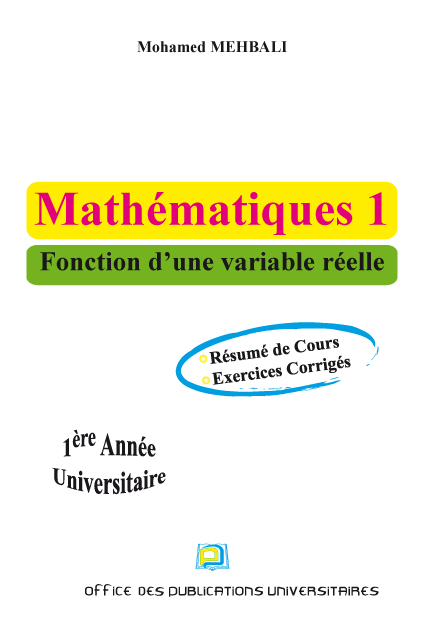 Mohamed MEHBALI
Mathématiques 1
Fonction d'une variable réelle
Résumé de Cours
Exercices Corrigés
1ère Année
Universitaire
OFFICE DES PUBLICATIONS UNIVERSITAIRES